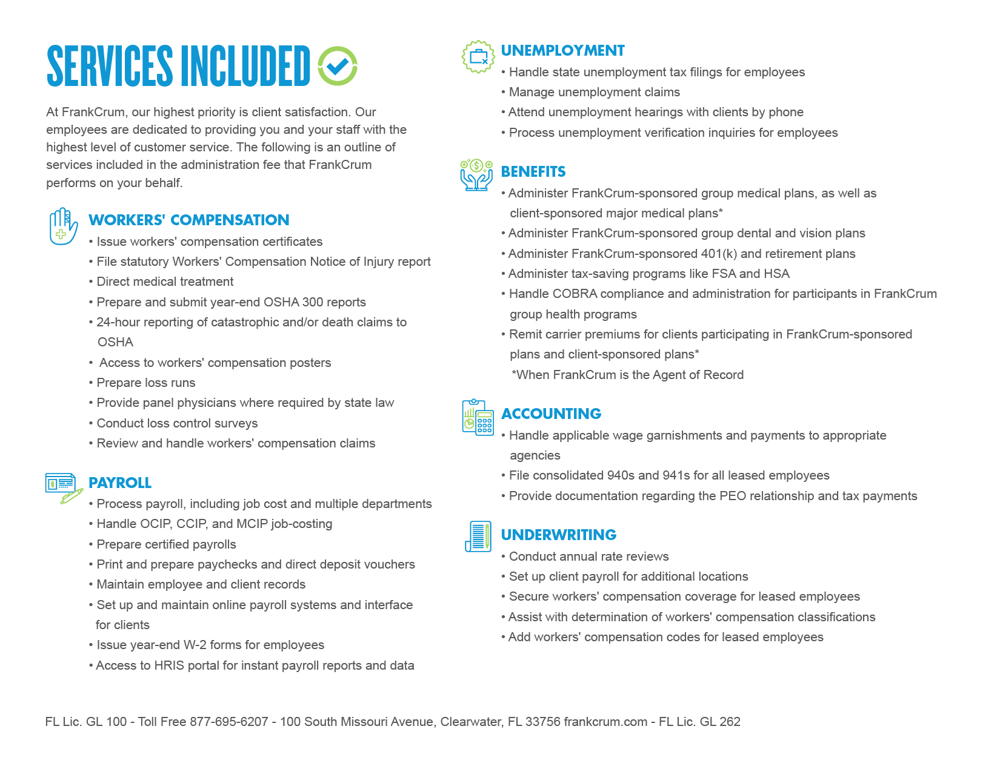 SERVICES INCLUDED
At FrankCrum, our highest priority is client satisfaction. Our
employees are dedicated to providing you and your staff with the
highest level of customer service. The following is an outline of
services included in the administration fee that FrankCrum
performs on your behalf.
WORKERS' COMPENSATION
• Issue workers' compensation certificates
• File statutory Workers' Compensation Notice of Injury report
• Direct medical treatment
• Prepare and submit year-end OSHA 300 reports
• 24-hour reporting of catastrophic and/or death claims to
OSHA
• Access to workers' compensation posters
• Prepare loss runs
• Provide panel physicians where required by state law
• Conduct loss control surveys
• Review and handle workers' compensation claims
PAYROLL
• Process payroll, including job cost and multiple departments
• Handle OCIP, CCIP, and MCIP job-costing
• Prepare certified payrolls
• Print and prepare paychecks and direct deposit vouchers
• Maintain employee and client records
• Set up and maintain online payroll systems and interface
for clients
• Issue year-end W-2 forms for employees
• Access to HRIS portal for instant payroll reports and data
UNEMPLOYMENT
• Handle state unemployment tax filings for employees
• Manage unemployment claims
• Attend unemployment hearings with clients by phone
• Process unemployment verification inquiries for employees
BENEFITS
• Administer FrankCrum-sponsored group medical plans, as well as
client-sponsored major medical plans*
• Administer FrankCrum-sponsored group dental and vision plans
• Administer FrankCrum-sponsored 401(k) and retirement plans
• Administer tax-saving programs like FSA and HSA
• Handle COBRA compliance and administration for participants in FrankCrum
group health programs
• Remit carrier premiums for clients participating in FrankCrum-sponsored
plans and client-sponsored plans*
*When FrankCrum is the Agent of Record
ACCOUNTING
• Handle applicable wage garnishments and payments to appropriate
agencies
• File consolidated 940s and 941s for all leased employees
• Provide documentation regarding the PEO relationship and tax payments
UNDERWRITING
• Conduct annual rate reviews
• Set up client payroll for additional locations
• Secure workers' compensation coverage for leased employees
• Assist with determination of workers' compensation classifications
• Add workers' compensation codes for leased employees
FL Lic. GL 100 - Toll Free 877-695-6207 - 100 South Missouri Avenue, Clearwater, FL 33756 frankcrum.com - FL Lic. GL 262